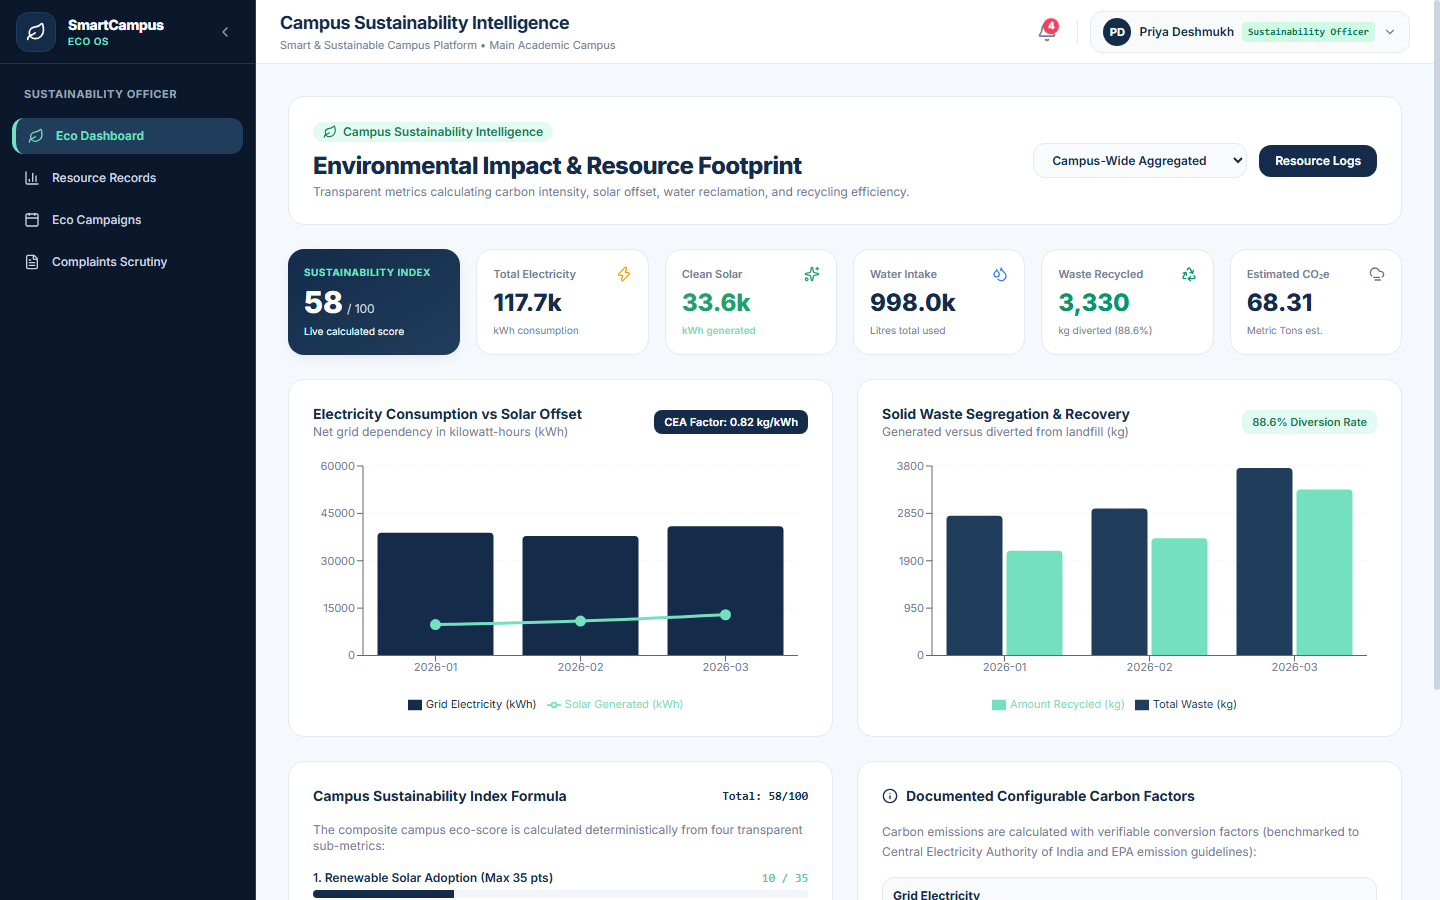 SmartCampus
ECO OS
SUSTAINABILITY OFFICER
Eco Dashboard
Resource Records
Eco Campaigns
Complaints Scrutiny
Campus Sustainability Intelligence
Smart & Sustainable Campus Platform • Main Academic Campus
4
PD
Priya Deshmukh
Sustainability Officer
Campus Sustainability Intelligence
Environmental Impact & Resource Footprint
Transparent metrics calculating carbon intensity, solar offset, water reclamation, and recycling efficiency.
Campus-Wide Aggregated
Resource Logs
SUSTAINABILITY INDEX
58 / 100
Live calculated score
Total Electricity
117.7k
kWh consumption
Clean Solar
33.6k
kWh generated
Water Intake
998.0k
Litres total used
Waste Recycled
3,330
kg diverted (88.6%)
Estimated CO₂e
68.31
Metric Tons est.
Electricity Consumption vs Solar Offset
Net grid dependency in kilowatt-hours (kWh)
CEA Factor: 0.82 kg/kWh
60000
45000
30000
15000
0
2026-01
2026-02
2026-03
Grid Electricity (kWh)
Solar Generated (kWh)
Solid Waste Segregation & Recovery
Generated versus diverted from landfill (kg)
88.6% Diversion Rate
3800
2850
1900
950
0
2026-01
2026-02
2026-03
Amount Recycled (kg)
Total Waste (kg)
Campus Sustainability Index Formula
Total: 58/100
The composite campus eco-score is calculated deterministically from four transparent
sub-metrics:
1. Renewable Solar Adoption (Max 35 pts)
10 / 35
Documented Configurable Carbon Factors
Carbon emissions are calculated with verifiable conversion factors (benchmarked to
Central Electricity Authority of India and EPA emission guidelines):
Grid Electricity